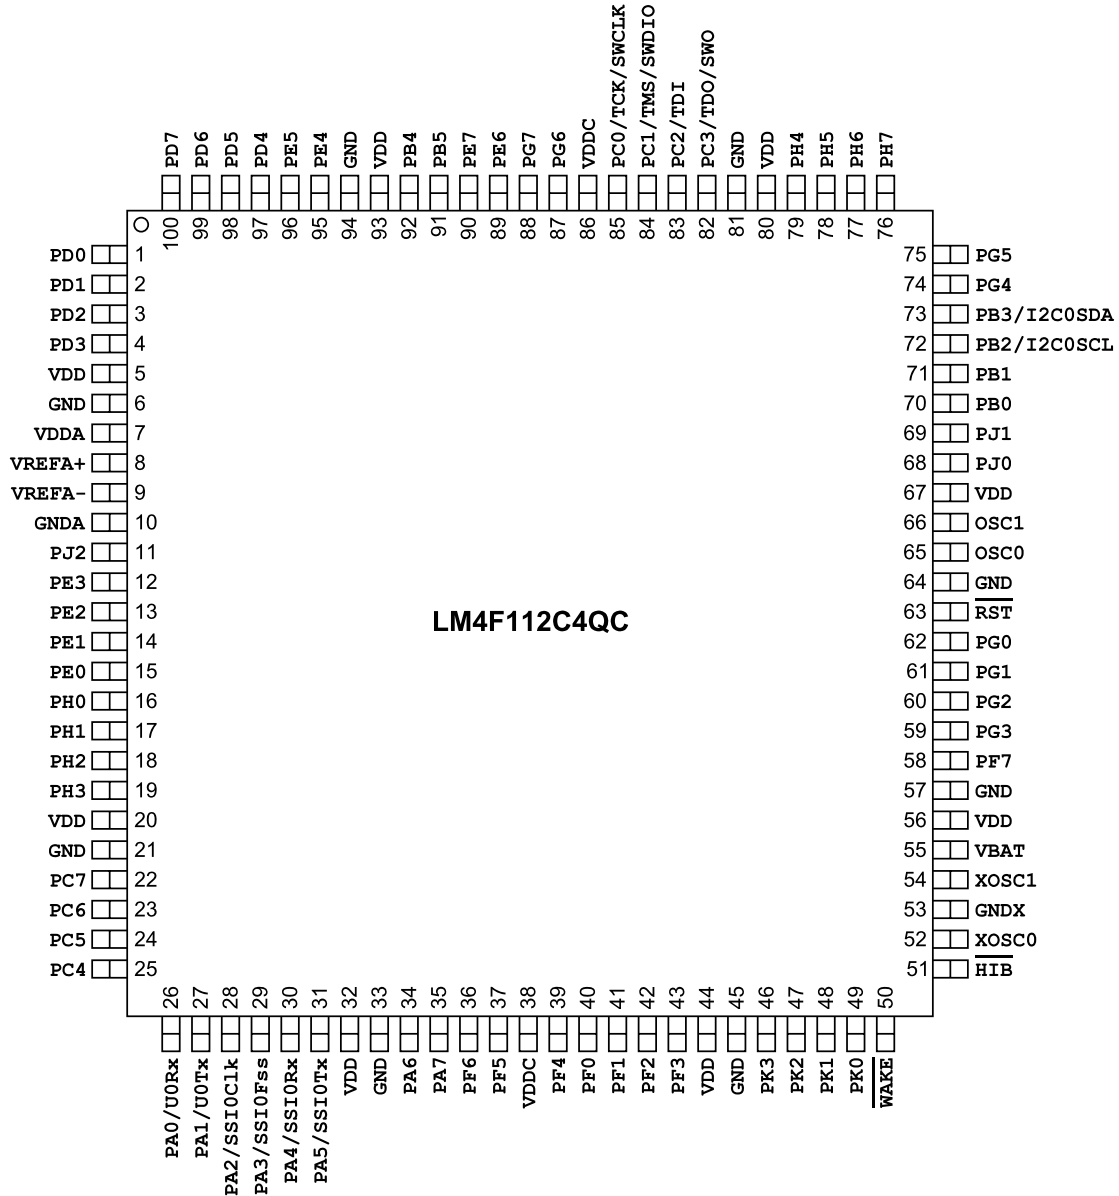 PD7 PD6 PD5 PD4 PE5 PE4 GND VDD PB4 PB5 PE7 PE6 PG7 PG6 VDDC PC0/TCK/SWCLK PC1/TMS/SWDIO PC2/TDI PC3/TDO/SWO GND VDD PH4 PH5 PH6 PH7
100 99 98 97 96 95 94 93 92 91 90 89 88 87 86 85 84 83 82 81 80 79 78 77 76
PD0 1 75 PG5
PD1 2 74 PG4
PD2 3 73 PB3/I2C0SDA
PD3 4 72 PB2/I2C0SCL
VDD 5 71 PB1
GND 6 70 PB0
VDDA 7 69 PJ1
VREFA+ 8 68 PJ0
VREFA- 9 67 VDD
GNDA 10 66 OSC1
PJ2 11 65 OSC0
PE3 12 64 GND
PE2 13 63 RST
LM4F112C4QC
PE1 14 62 PG0
PE0 15 61 PG1
PH0 16 60 PG2
PH1 17 59 PG3
PH2 18 58 PF7
PH3 19 57 GND
VDD 20 56 VDD
GND 21 55 VBAT
PC7 22 54 XOSC1
PC6 23 53 GNDX
PC5 24 52 XOSC0
PC4 25 51 HIB
26 27 28 29 30 31 32 33 34 35 36 37 38 39 40 41 42 43 44 45 46 47 48 49 50
PA0/U0Rx PA1/U0Tx PA2/SSI0Clk PA3/SSI0Fss PA4/SSI0Rx PA5/SSI0Tx VDD GND PA6 PA7 PF6 PF5 VDDC PF4 PF0 PF1 PF2 PF3 VDD GND PK3 PK2 PK1 PK0 WAKE